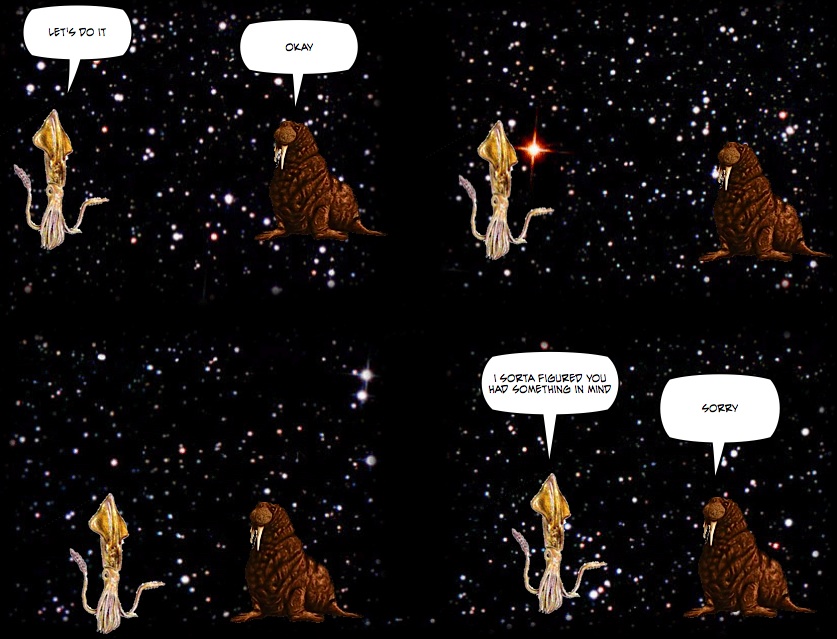 LET'S DO IT
OKAY
I SORTA FIGURED YOU
HAD SOMETHING IN MIND
SORRY